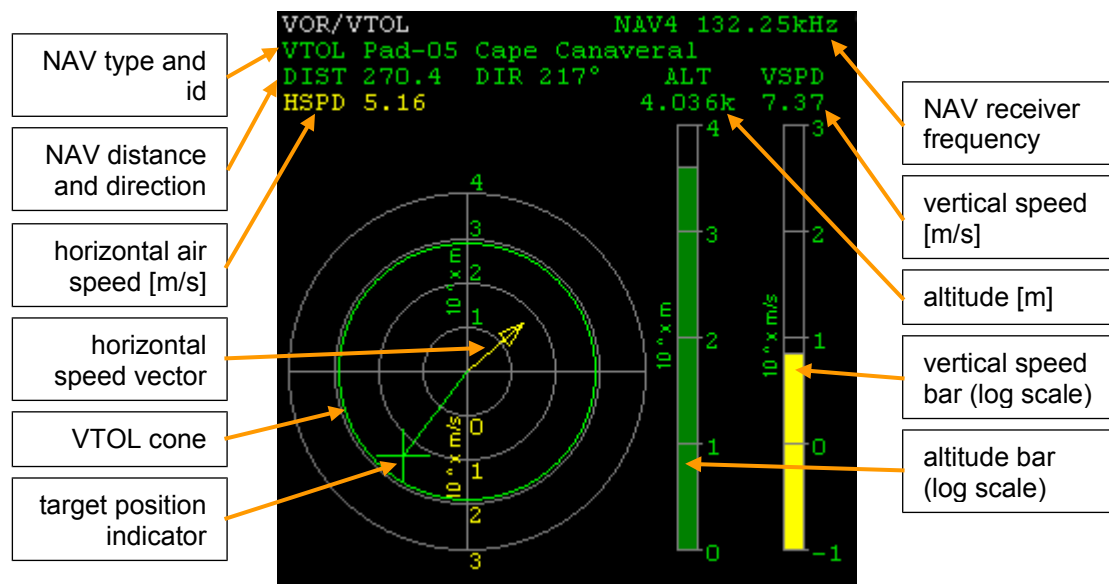 VOR/VTOL NAV4 132.25kHz
VTOL Pad-05 Cape Canaveral
DIST 270.4 DIR 217° ALT VSPD
HSPD 5.16 4.036k 7.37
NAV type and
id
NAV distance
and direction
horizontal air
speed [m/s]
horizontal
speed vector
VTOL cone
target position
indicator
4
3
2
1
10^x m
0
1
2
3
10^x m/s
4
3
2
1
0
10^x m
3
2
1
0
-1
10^x m/s
NAV receiver
frequency
vertical speed
[m/s]
altitude [m]
vertical speed
bar (log scale)
altitude bar
(log scale)